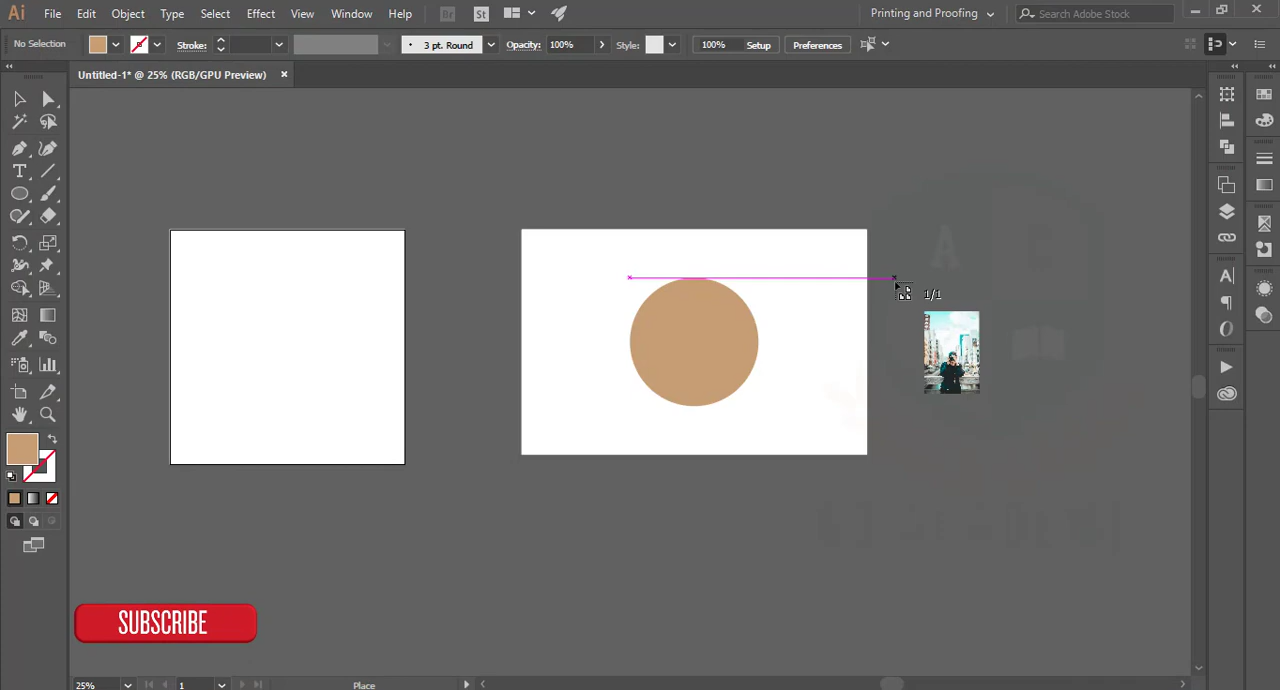 Ai File Edit Object Type Select Effect View Window Help Br St Printing and Proofing Search Adobe Stock
No Selection Stroke: 3 pt. Round Opacity: 100% Style: 100% Setup Preferences
Untitled-1* @ 25% (RGB/GPU Preview)
1/1
SUBSCRIBE
25% 1 Place